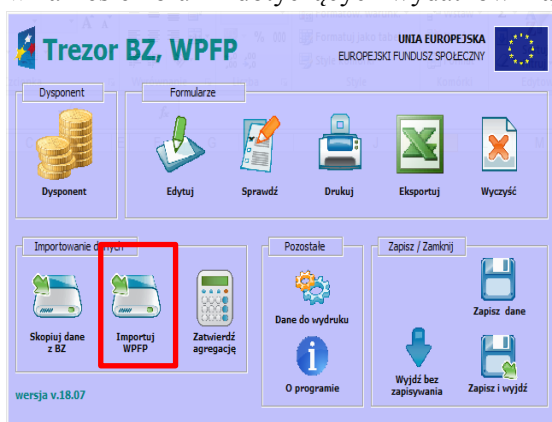 Trezor BZ, WPFP
UNIA EUROPEJSKA
EUROPEJSKI FUNDUSZ SPOŁECZNY
Dysponent
Formularze
Dysponent
Edytuj
Sprawdź
Drukuj
Eksportuj
Wyczyść
Importowanie danych
Pozostałe
Zapisz / Zamknij
Skopiuj dane
z BZ
Importuj
WPFP
Zatwierdź
agregację
Dane do wydruku
Zapisz dane
O programie
Wyjdź bez
zapisywania
Zapisz i wyjdź
wersja v.18.07